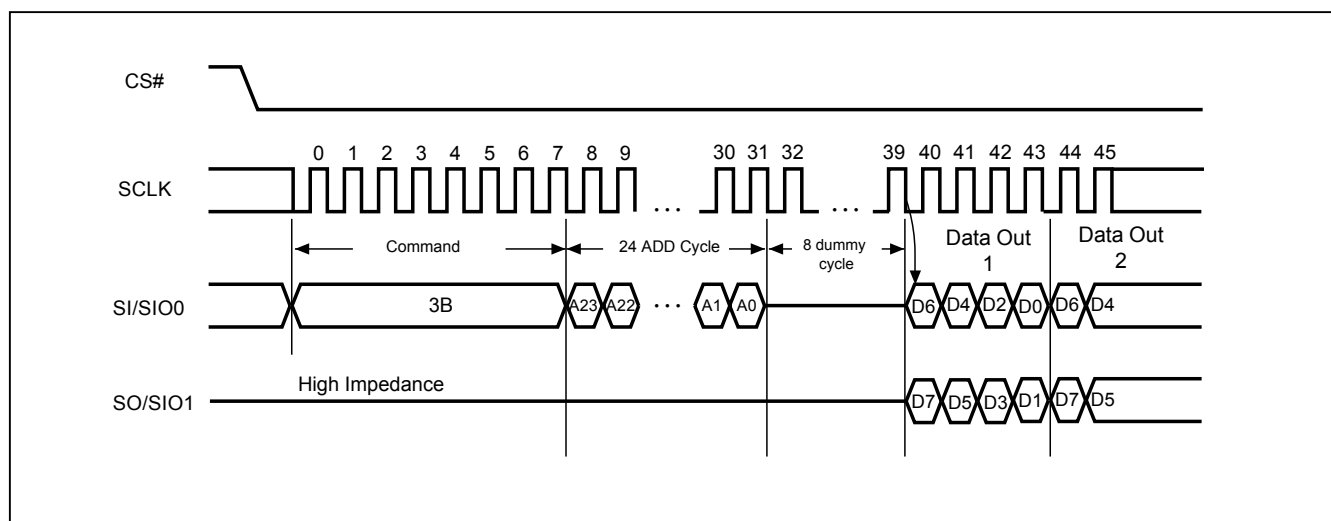 CS#
0 1 2 3 4 5 6 7 8 9 30 31 32 39 40 41 42 43 44 45
SCLK
... ...
Command 24 ADD Cycle 8 dummy cycle Data Out 1 Data Out 2
SI/SIO0 3B A23 A22 ... A1 A0 D6 D4 D2 D0 D6 D4
High Impedance
SO/SIO1 D7 D5 D3 D1 D7 D5